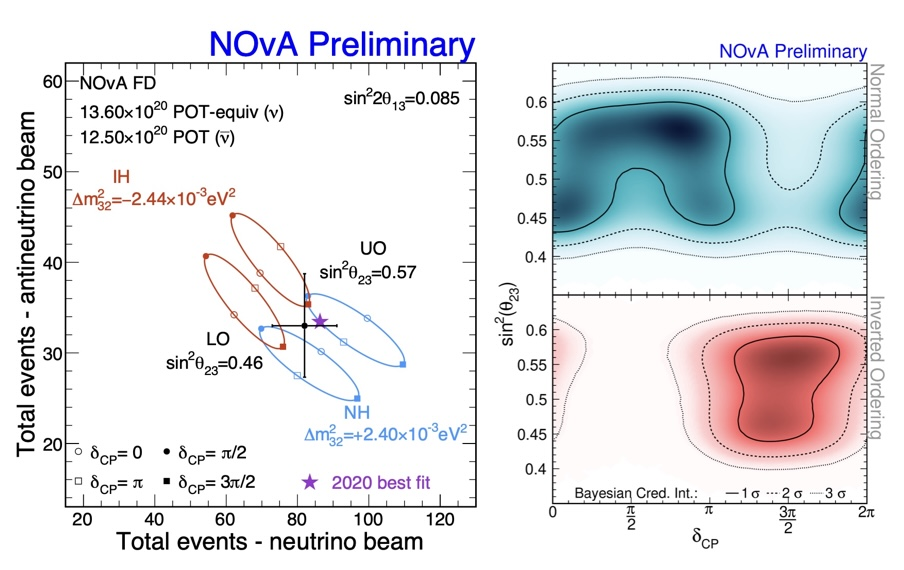 NOvA Preliminary
NOvA FD
sin²2θ₁₃=0.085
13.60×10²⁰ POT-equiv (ν)
12.50×10²⁰ POT (ν̄)
IH
Δm²₃₂=−2.44×10⁻³eV²
UO
sin²θ₂₃=0.57
LO
sin²θ₂₃=0.46
NH
Δm²₃₂=+2.40×10⁻³eV²
δCP= 0
δCP= π/2
δCP= π
δCP= 3π/2
2020 best fit
60
50
40
30
20
20 40 60 80 100 120
Total events - antineutrino beam
Total events - neutrino beam
NOvA Preliminary
Normal Ordering
0.6
0.55
0.5
0.45
0.4
sin²(θ₂₃)
Inverted Ordering
0.6
0.55
0.5
0.45
0.4
Bayesian Cred. Int.: 1 σ 2 σ 3 σ
0 π/2 π 3π/2 2π
δCP